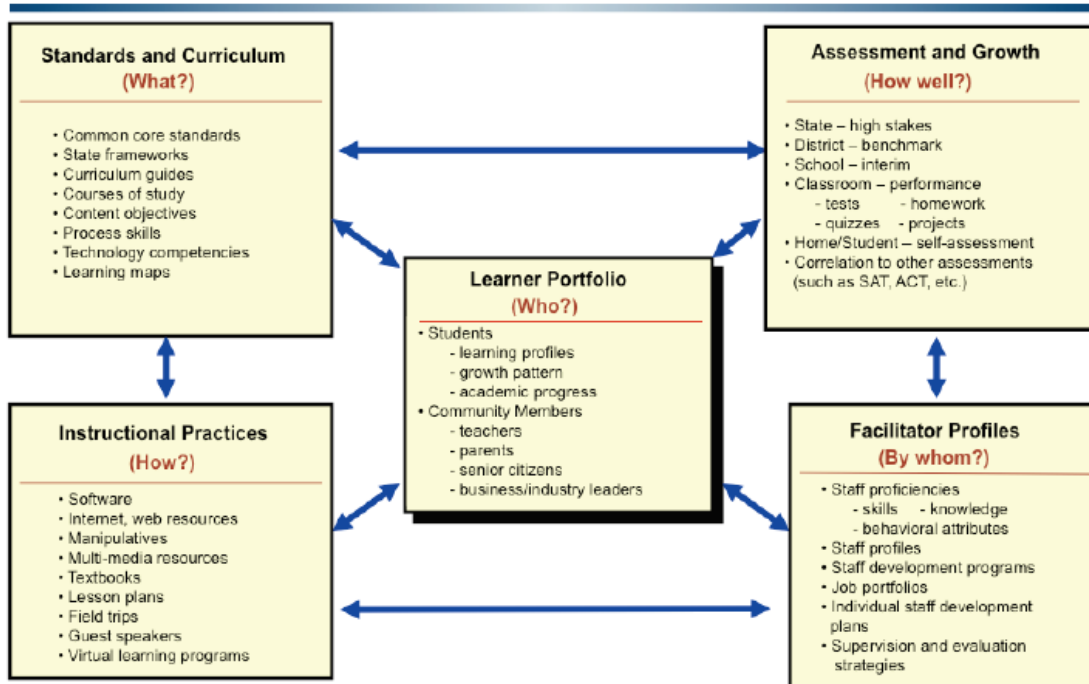 Standards and Curriculum
(What?)
• Common core standards
• State frameworks
• Curriculum guides
• Courses of study
• Content objectives
• Process skills
• Technology competencies
• Learning maps
Assessment and Growth
(How well?)
• State – high stakes
• District – benchmark
• School – interim
• Classroom – performance
- tests - homework
- quizzes - projects
• Home/Student – self-assessment
• Correlation to other assessments
(such as SAT, ACT, etc.)
Learner Portfolio
(Who?)
• Students
- learning profiles
- growth pattern
- academic progress
• Community Members
- teachers
- parents
- senior citizens
- business/industry leaders
Instructional Practices
(How?)
• Software
• Internet, web resources
• Manipulatives
• Multi-media resources
• Textbooks
• Lesson plans
• Field trips
• Guest speakers
• Virtual learning programs
Facilitator Profiles
(By whom?)
• Staff proficiencies
- skills - knowledge
- behavioral attributes
• Staff profiles
• Staff development programs
• Job portfolios
• Individual staff development
plans
• Supervision and evaluation
strategies